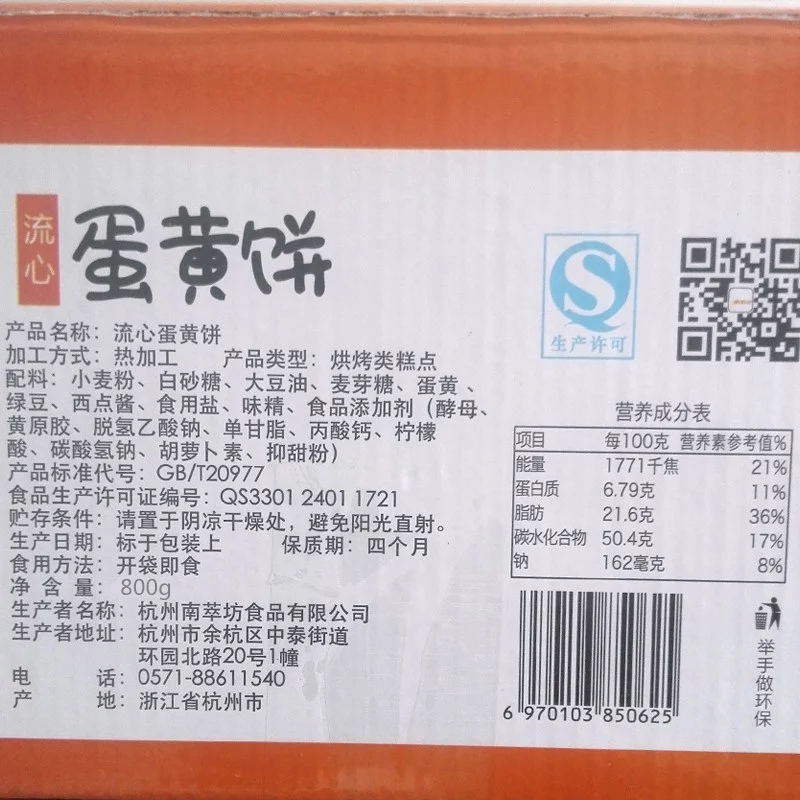 流心
蛋黄饼
产品名称：流心蛋黄饼
加工方式：热加工 产品类型：烘烤类糕点
配料：小麦粉、白砂糖、大豆油、麦芽糖、蛋黄、
绿豆、西点酱、食用盐、味精、食品添加剂（酵母、
黄原胶、脱氢乙酸钠、单甘脂、丙酸钙、柠檬
酸、碳酸氢钠、胡萝卜素、抑甜粉）
产品标准代号：GB/T20977
食品生产许可证编号：QS3301 2401 1721
贮存条件：请置于阴凉干燥处，避免阳光直射。
生产日期：标于包装上 保质期：四个月
食用方法：开袋即食
净 含 量：800g
生产者名称：杭州南萃坊食品有限公司
生产者地址：杭州市余杭区中泰街道
环园北路20号1幢
电 话：0571-88611540
产 地：浙江省杭州市
生产许可
营养成分表
项目 每100克 营养素参考值%
能量 1771千焦 21%
蛋白质 6.79克 11%
脂肪 21.6克 36%
碳水化合物 50.4克 17%
钠 162毫克 8%
6 970103 850625
举手做环保